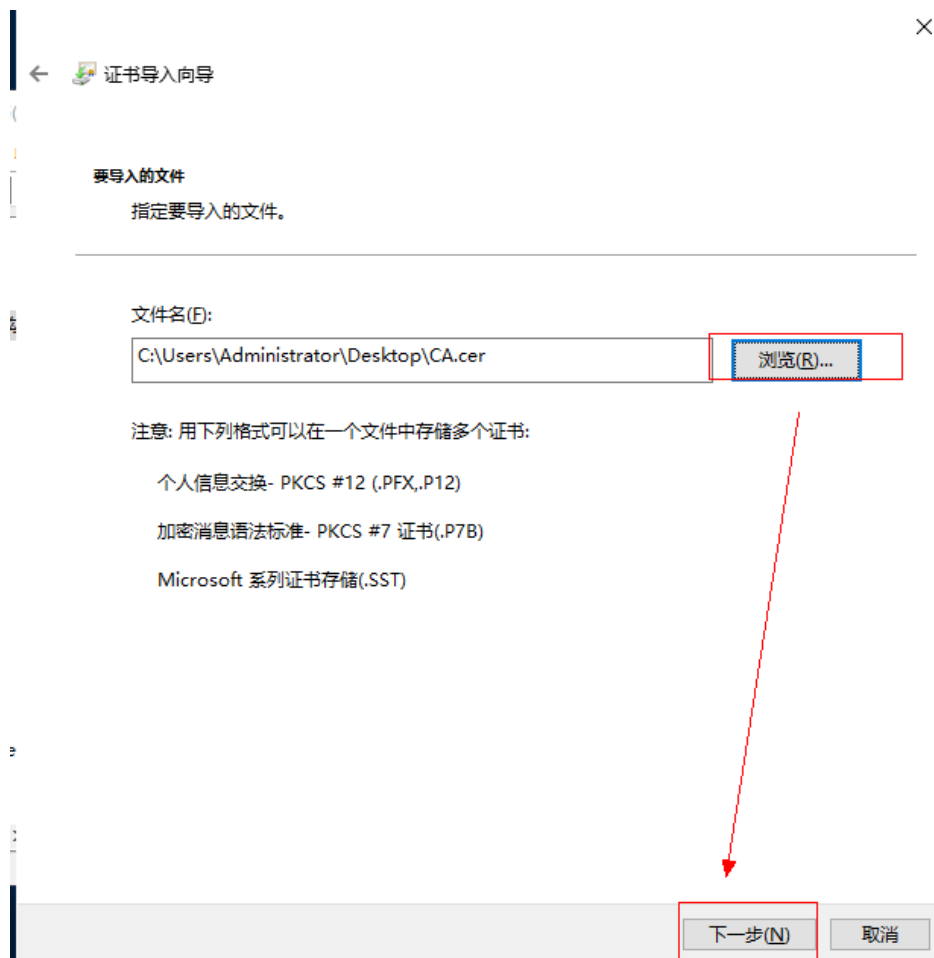 证书导入向导
要导入的文件
指定要导入的文件。
文件名(F):
C:\Users\Administrator\Desktop\CA.cer
浏览(R)...
注意: 用下列格式可以在一个文件中存储多个证书:
个人信息交换- PKCS #12 (.PFX,.P12)
加密消息语法标准- PKCS #7 证书(.P7B)
Microsoft 系列证书存储(.SST)
下一步(N)
取消